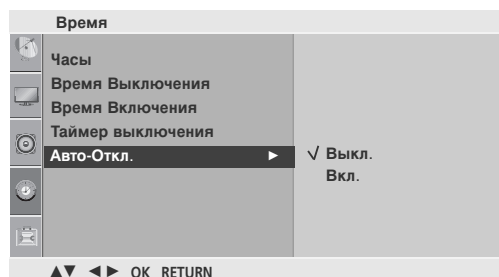 Время
Часы
Время Выключения
Время Включения
Таймер выключения
Авто-Откл. ►
√ Выкл.
Вкл.
▲▼ ◄► OK RETURN